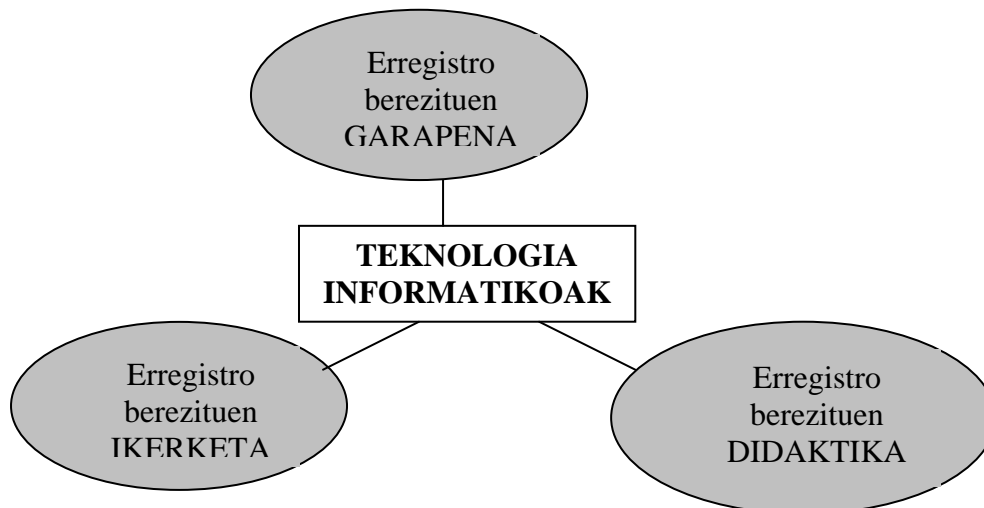 Erregistro
berezituen
GARAPENA
TEKNOLOGIA
INFORMATIKOAK
Erregistro
berezituen
IKERKETA
Erregistro
berezituen
DIDAKTIKA